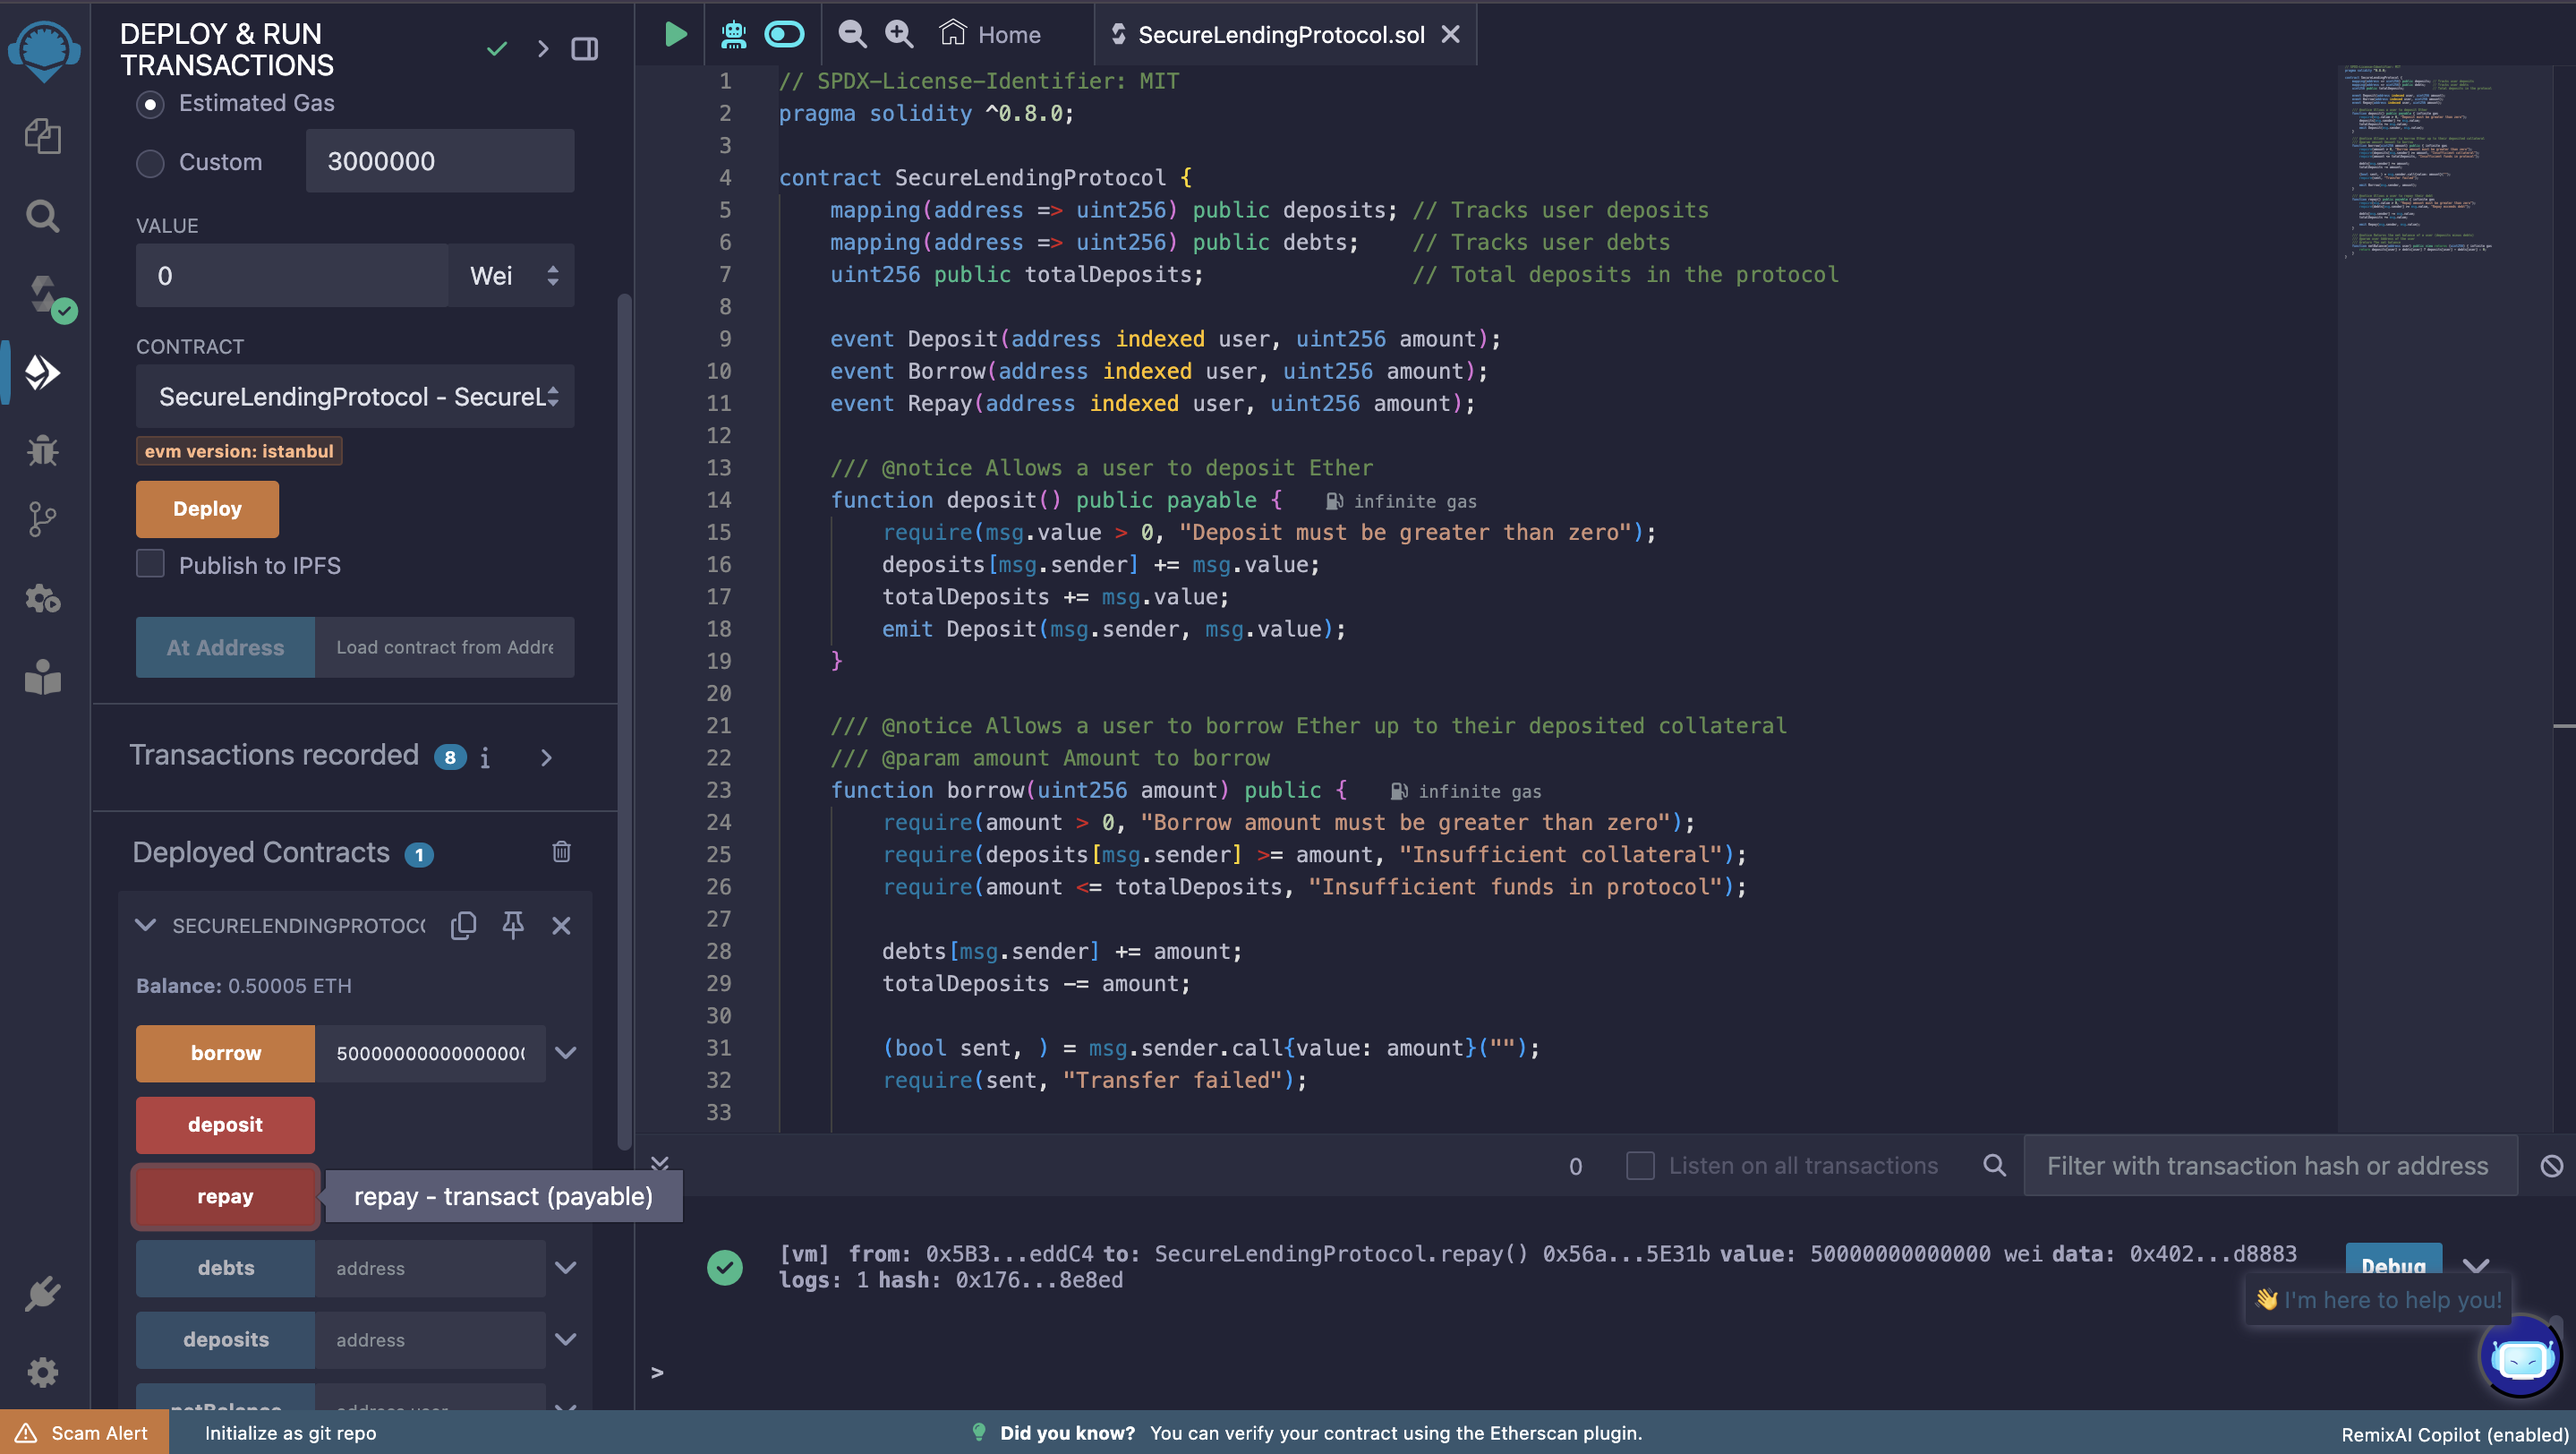 DEPLOY & RUN
TRANSACTIONS
Estimated Gas
Custom
3000000
VALUE
0
Wei
CONTRACT
SecureLendingProtocol - SecureL
evm version: istanbul
Deploy
Publish to IPFS
At Address
Load contract from Addre
Transactions recorded 8 i
Deployed Contracts 1
SECURELENDINGPROTOCO
Balance: 0.50005 ETH
borrow
deposit
repay
repay - transact (payable)
debts
address
deposits
address
netBalance
address user
Home
SecureLendingProtocol.sol
1 // SPDX-License-Identifier: MIT
2 pragma solidity ^0.8.0;
3
4 contract SecureLendingProtocol {
5 mapping(address => uint256) public deposits; // Tracks user deposits
6 mapping(address => uint256) public debts; // Tracks user debts
7 uint256 public totalDeposits; // Total deposits in the protocol
8
9 event Deposit(address indexed user, uint256 amount);
10 event Borrow(address indexed user, uint256 amount);
11 event Repay(address indexed user, uint256 amount);
12
13 /// @notice Allows a user to deposit Ether
14 function deposit() public payable { infinite gas
15 require(msg.value > 0, "Deposit must be greater than zero");
16 deposits[msg.sender] += msg.value;
17 totalDeposits += msg.value;
18 emit Deposit(msg.sender, msg.value);
19 }
20
21 /// @notice Allows a user to borrow Ether up to their deposited collateral
22 /// @param amount Amount to borrow
23 function borrow(uint256 amount) public { infinite gas
24 require(amount > 0, "Borrow amount must be greater than zero");
25 require(deposits[msg.sender] >= amount, "Insufficient collateral");
26 require(amount <= totalDeposits, "Insufficient funds in protocol");
27
28 debts[msg.sender] += amount;
29 totalDeposits -= amount;
30
31 (bool sent, ) = msg.sender.call{value: amount}("");
32 require(sent, "Transfer failed");
33
0
Listen on all transactions
Filter with transaction hash or address
[vm] from: 0x5B3...eddC4 to: SecureLendingProtocol.repay() 0x56a...5E31b value: 50000000000000 wei data: 0x402...d8883
logs: 1 hash: 0x176...8e8ed
Debug
👋 I'm here to help you!
>
Scam Alert
Initialize as git repo
Did you know? You can verify your contract using the Etherscan plugin.
RemixAI Copilot (enabled)